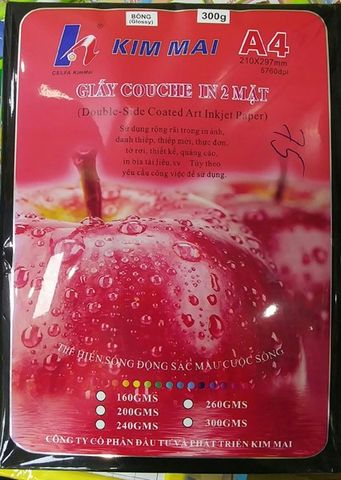 BÓNG
(Glossy)
300g
KIM MAI
A4
210X297mm
5760dpi
CELFA KimMai
GIẤY COUCHE IN 2 MẶT
(Double-Side Coated Art Inkjet Paper)
Sử dụng rộng rãi trong in ảnh,
danh thiếp, thiếp mời, thực đơn,
tờ rơi, thiết kế, quảng cáo,
in bìa tài liệu, sv. Tùy theo
yêu cầu công việc để sử dụng.
75
THỂ HIỆN SỐNG ĐỘNG SẮC MÀU CUỘC SỐNG
160GMS
260GMS
200GMS
240GMS
300GMS
CÔNG TY CỔ PHẦN ĐẦU TƯ VÀ PHÁT TRIỂN KIM MAI